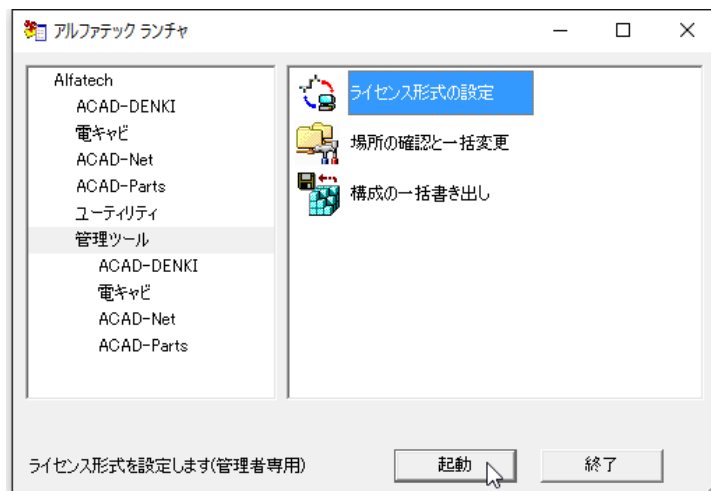 アルファテック ランチャ
Alfatech
ACAD-DENKI
電キャビ
ACAD-Net
ACAD-Parts
ユーティリティ
管理ツール
ACAD-DENKI
電キャビ
ACAD-Net
ACAD-Parts
ライセンス形式の設定
場所の確認と一括変更
構成の一括書き出し
ライセンス形式を設定します(管理者専用)
起動
終了